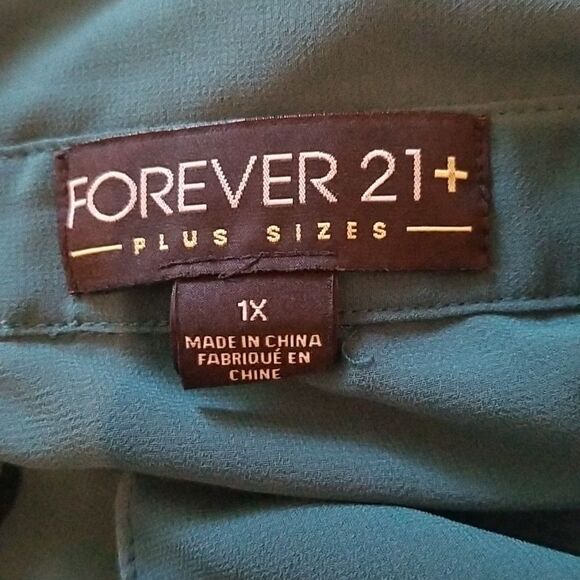 FOREVER 21+
PLUS SIZES
1X
MADE IN CHINA
FABRIQUÉ EN
CHINE